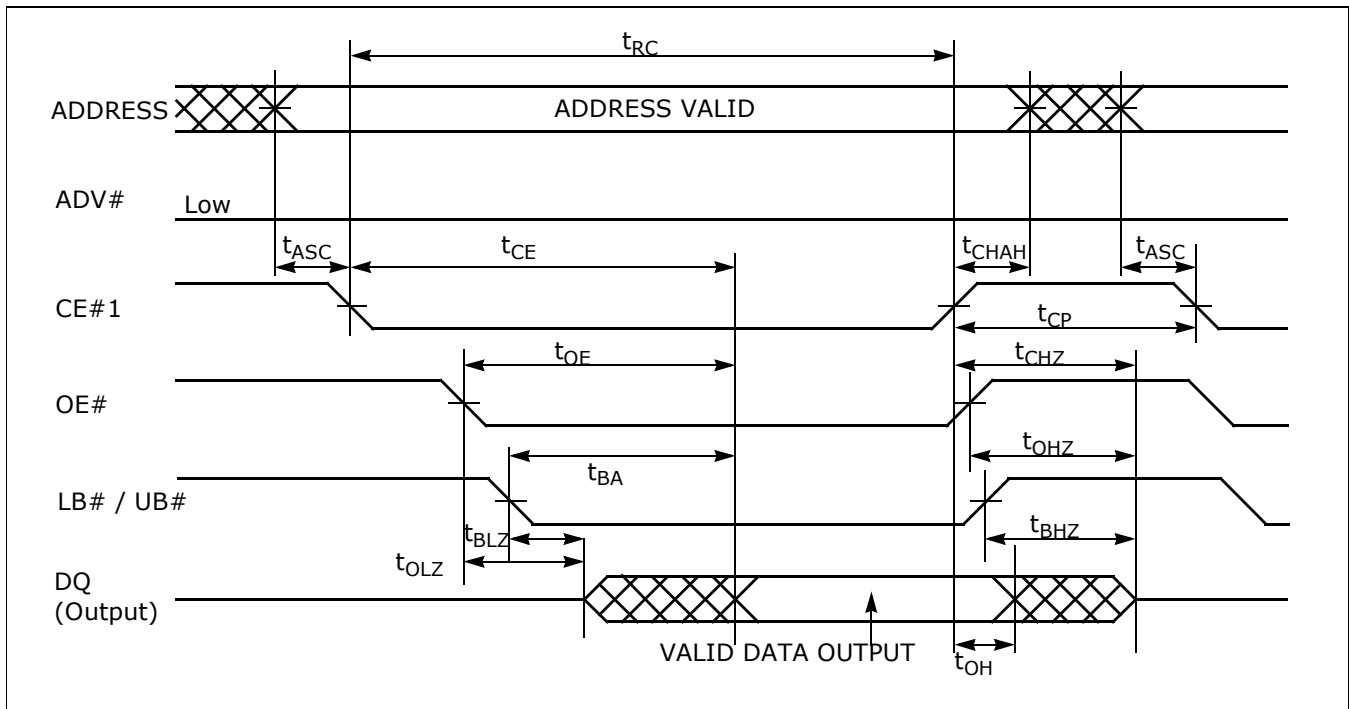 tRC
ADDRESS
ADDRESS VALID
ADV#
Low
tASC
tCE
tCHAH
tASC
CE#1
tCP
tOE
tCHZ
OE#
tOHZ
tBA
LB# / UB#
tBLZ
tBHZ
tOLZ
DQ
(Output)
VALID DATA OUTPUT
tOH